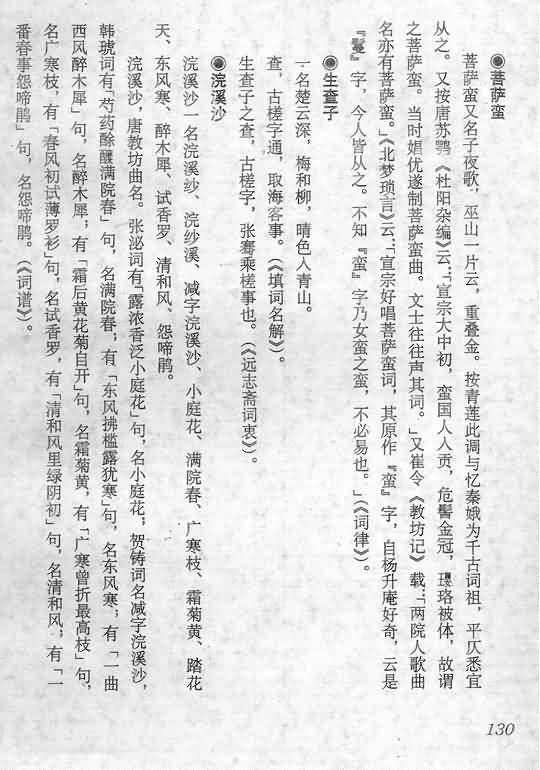 ◉菩萨蛮
菩萨蛮又名子夜歌，巫山一片云，重叠金。按青莲此调与忆秦娥为千古词祖，平仄悉宜
从之。又按唐苏鹗《杜阳杂编》云：「宣宗大中初，蛮国人入贡，危髻金冠，璎珞被体，故谓
之菩萨蛮。当时娼优遂制菩萨蛮曲。文士往往声其词。」又崔令《教坊记》载：「两院人歌曲
名亦有菩萨蛮。」《北梦琐言》云：「宣宗好唱菩萨蛮词，其原作『蛮』字，自杨升庵好奇，云是
『鬘』字，今人皆从之。不知『蛮』字乃女蛮之蛮，不必易也。」（《词律》）。
◉生查子
一名楚云深，梅和柳，晴色入青山。
查，古槎字通，取海客事。（《填词名解》）。
生查子之查，古槎字，张骞乘槎事也。（《远志斋词衷》）。
◉浣溪沙
浣溪沙一名浣溪纱、浣纱溪、减字浣溪沙、小庭花、满院春、广寒枝、霜菊黄、踏花
天、东风寒、醉木犀、试香罗、清和风、怨啼鹃。
浣溪沙，唐教坊曲名。张泌词有「露浓香泛小庭花」句，名小庭花；贺铸词名减字浣溪沙，
韩琥词有「芍药酴醾满院春」句，名满院春；有「东风拂槛露犹寒」句，名东风寒；有「一曲
西风醉木犀」句，名醉木犀；有「霜后黄花菊自开」句，名霜菊黄，有「广寒曾折最高枝」句，
名广寒枝，有「春风初试薄罗衫」句，名试香罗，有「清和风里绿阴初」句，名清和风；有「一
番春事怨啼鹃」句，名怨啼鹃。（《词谱》）。
130